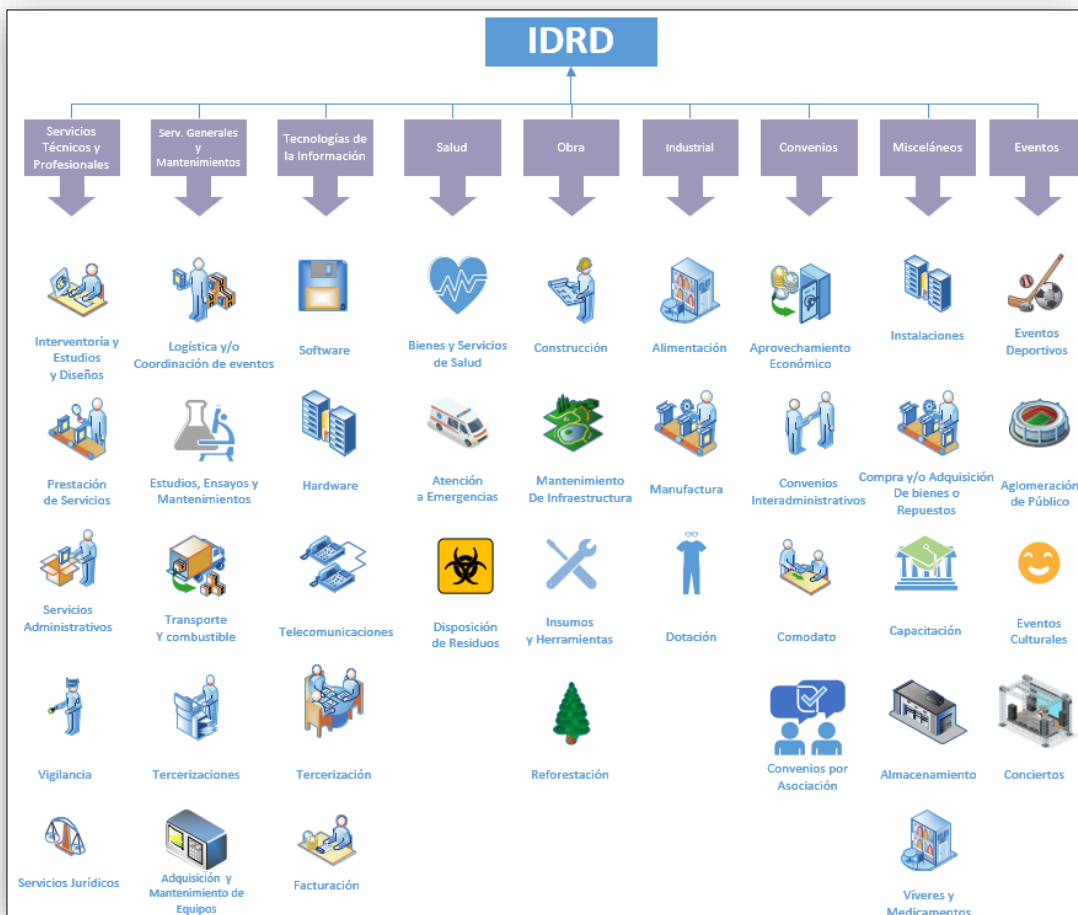 IDRD
Servicios
Técnicos y
Profesionales
Serv. Generales
y
Mantenimientos
Tecnologías de
la Información
Salud
Obra
Industrial
Convenios
Misceláneos
Eventos
Interventoría y
Estudios
y Diseños
Logística y/o
Coordinación de eventos
Software
Bienes y Servicios
de Salud
Construcción
Alimentación
Aprovechamiento
Económico
Instalaciones
Eventos
Deportivos
Prestación
de Servicios
Estudios, Ensayos y
Mantenimientos
Hardware
Atención
a Emergencias
Mantenimiento
De Infraestructura
Manufactura
Convenios
Interadministrativos
Compra y/o Adquisición
De bienes o
Repuestos
Aglomeración
de Público
Servicios
Administrativos
Transporte
Y combustible
Telecomunicaciones
Disposición
de Residuos
Insumos
y Herramientas
Dotación
Comodato
Capacitación
Eventos
Culturales
Vigilancia
Tercerizaciones
Tercerización
Reforestación
Convenios por
Asociación
Almacenamiento
Conciertos
Servicios Jurídicos
Adquisición y
Mantenimiento de
Equipos
Facturación
Víveres y
Medicamentos